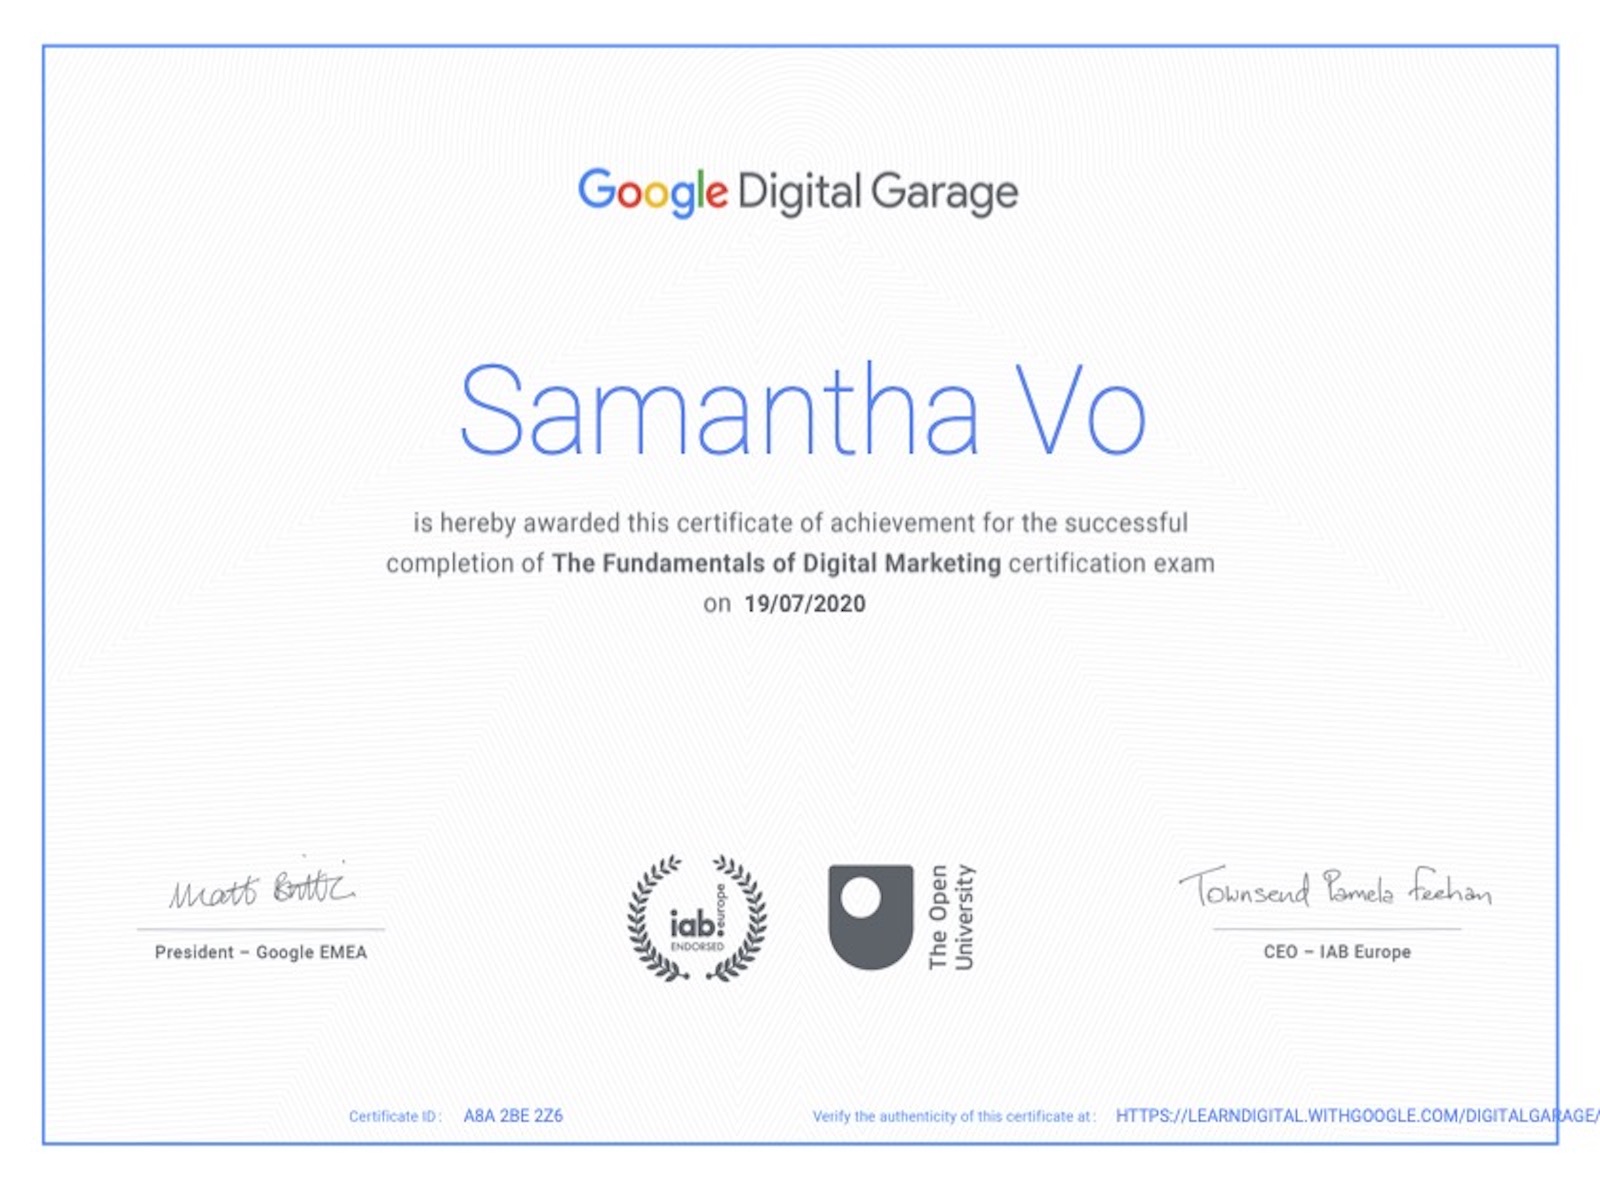 Google Digital Garage
Samantha Vo
is hereby awarded this certificate of achievement for the successful
completion of The Fundamentals of Digital Marketing certification exam
on 19/07/2020
Matt Brittin
President – Google EMEA
iab.europe
ENDORSED
The Open
University
Townsend Pamela Feehan
CEO – IAB Europe
Certificate ID: A8A 2BE 2Z6
Verify the authenticity of this certificate at: HTTPS://LEARNDIGITAL.WITHGOOGLE.COM/DIGITALGARAGE/